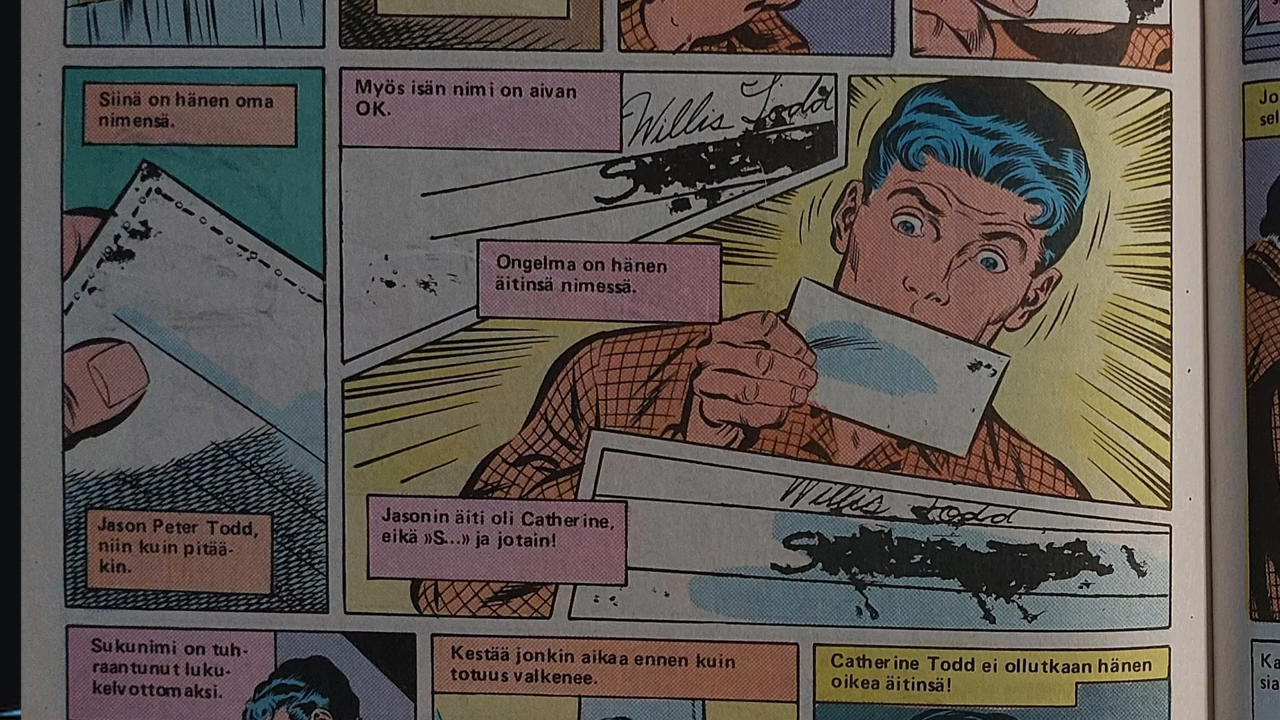 Siinä on hänen oma
nimensä.
Jason Peter Todd,
niin kuin pitää-
kin.
Myös isän nimi on aivan
OK.
Willis Todd
Ongelma on hänen
äitinsä nimessä.
Jasonin äiti oli Catherine,
eikä »S...» ja jotain!
Willis Todd
S
Sukunimi on tuh-
raantunut luku-
kelvottomaksi.
Kestää jonkin aikaa ennen kuin
totuus valkenee.
Catherine Todd ei ollutkaan hänen
oikea äitinsä!